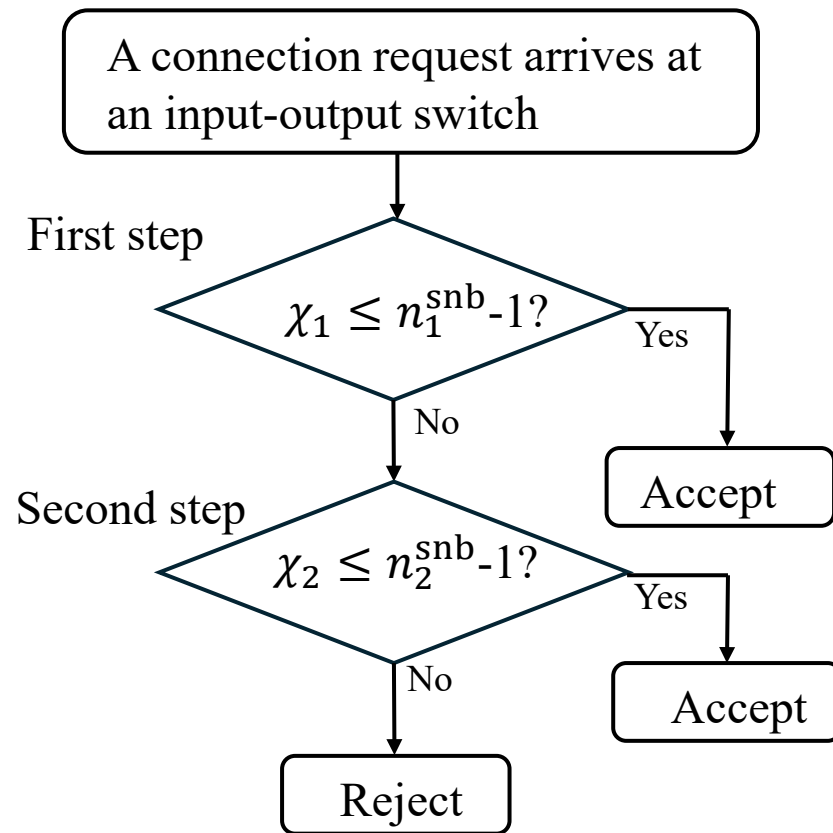 A connection request arrives at
an input-output switch
First step
χ₁ ≤ n₁^snb-1?
Yes
No
Accept
Second step
χ₂ ≤ n₂^snb-1?
Yes
No
Accept
Reject